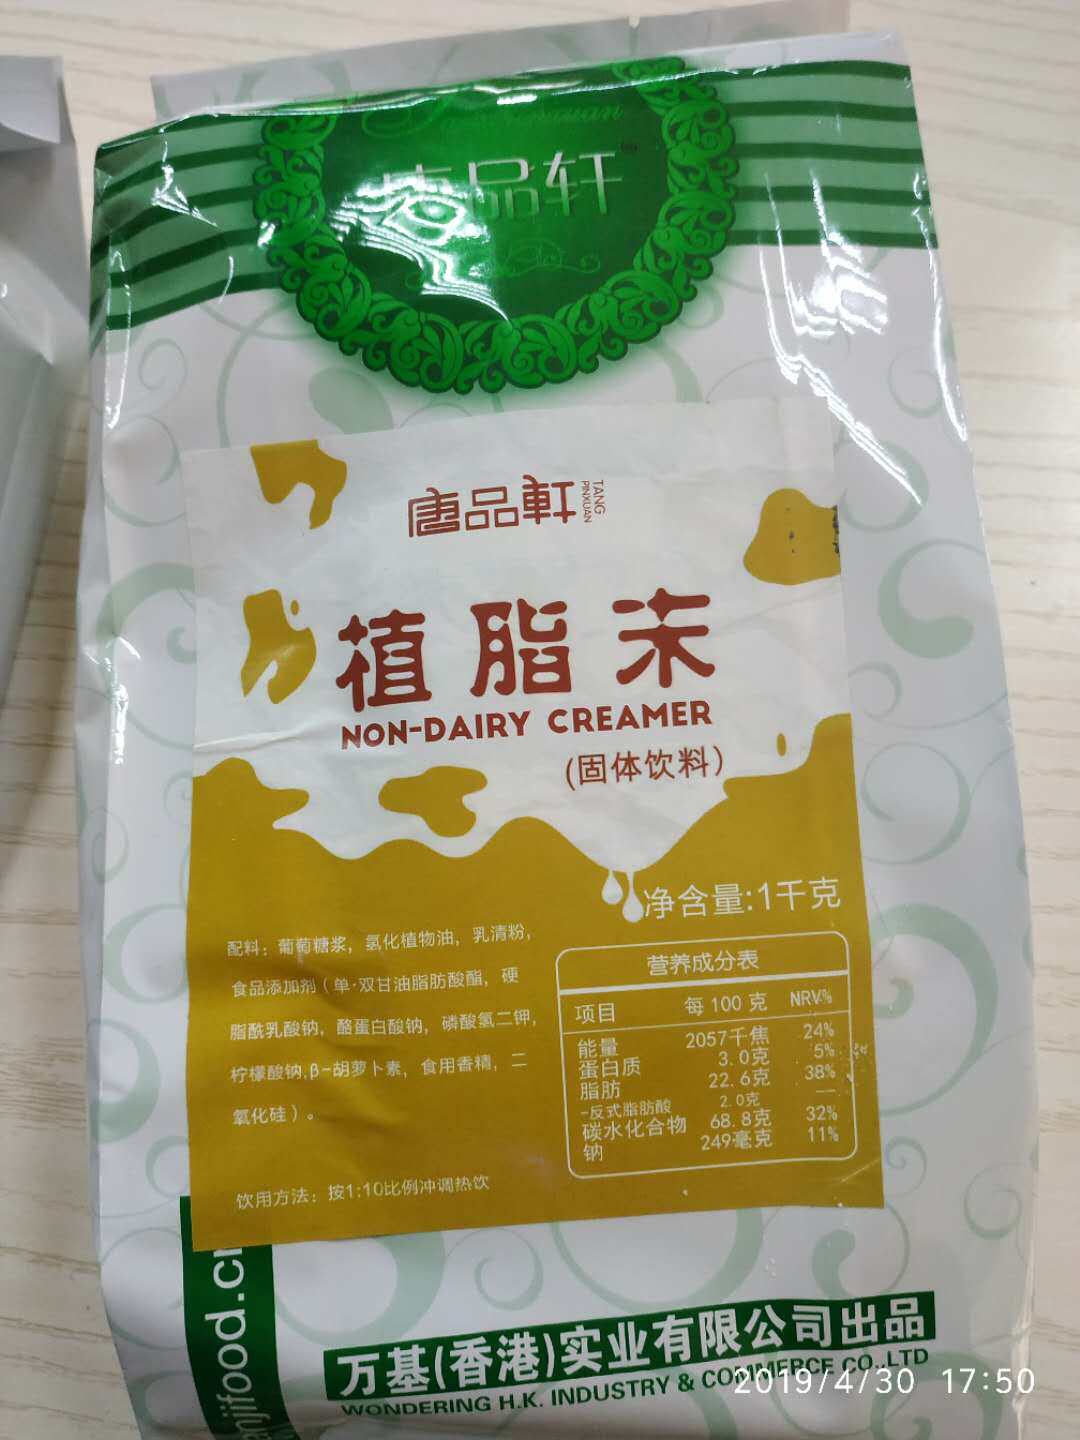 品轩
唐品軒
TANG
PINXUAN
植脂末
NON-DAIRY CREAMER
(固体饮料)
净含量:1千克
配料：葡萄糖浆，氢化植物油，乳清粉，
食品添加剂（单·双甘油脂肪酸酯，硬
脂酰乳酸钠，酪蛋白酸钠，磷酸氢二钾，
柠檬酸钠,β-胡萝卜素，食用香精，二
氧化硅）。
饮用方法：按1:10比例冲调热饮
营养成分表
项目 每 100 克 NRV%
能量 2057千焦 24%
蛋白质 3.0克 5%
脂肪 22.6克 38%
-反式脂肪酸 2.0克 —
碳水化合物 68.8克 32%
钠 249毫克 11%
anjifood.c
万基(香港)实业有限公司出品
WONDERING H.K. INDUSTRY & COMMERCE CO.,LTD
2019/4/30 17:50